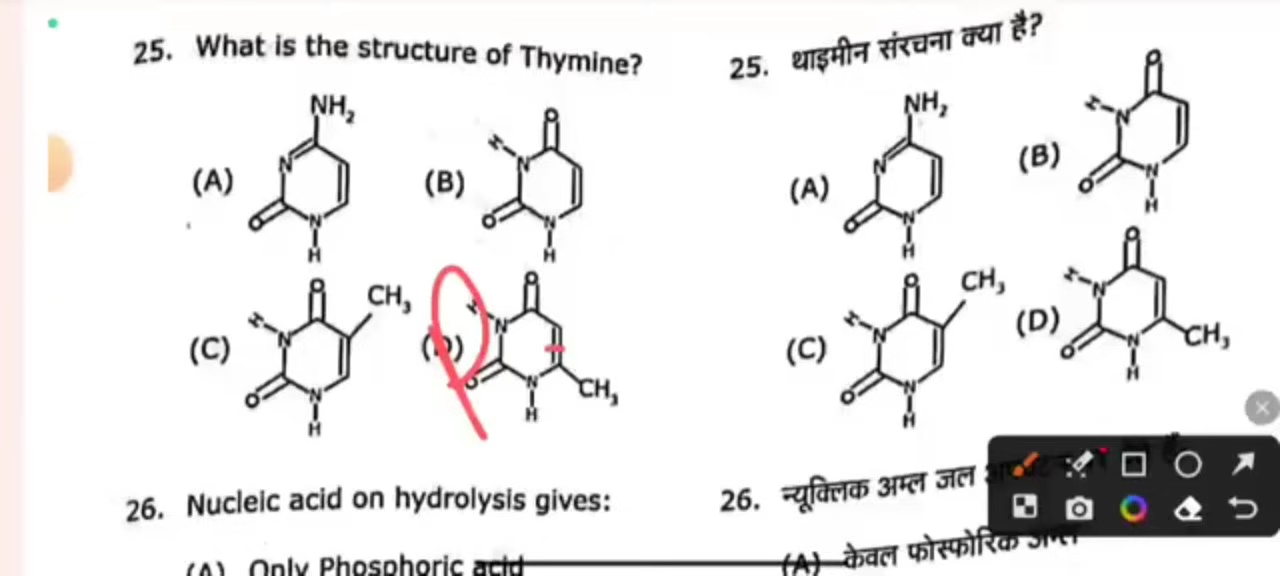 25. What is the structure of Thymine?
(A) NH₂ N O N H
(B) O H N O N H
(C) O CH₃ H N O N H
(D) O H N O N H CH₃
26. Nucleic acid on hydrolysis gives:
(A) Only Phosphoric acid
25. थाइमीन संरचना क्या है?
(A) NH₂ N O N H
(B) O H N O N H
(C) O CH₃ H N O N H
(D) O H N O N H CH₃
26. न्यूक्लिक अम्ल जल
(A) केवल फोस्फोरिक अम्ल